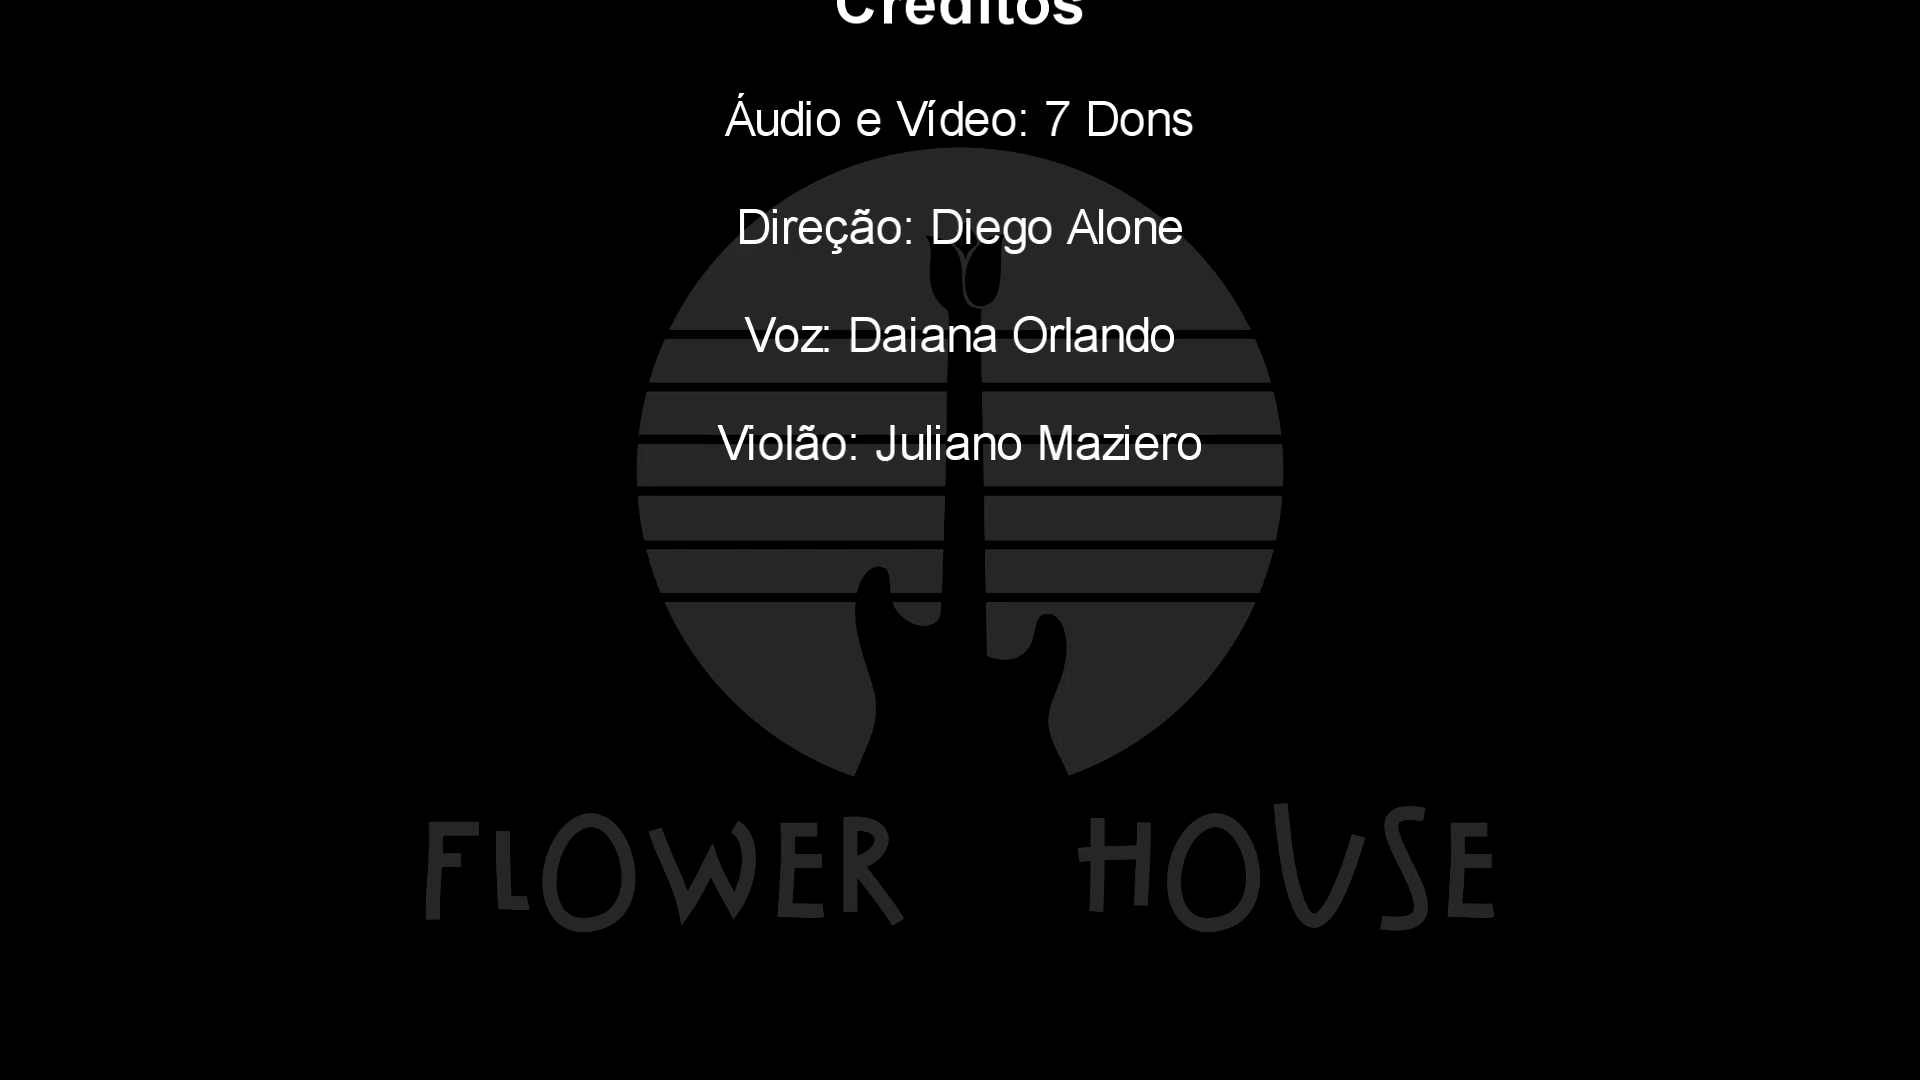 Créditos
Áudio e Vídeo: 7 Dons
Direção: Diego Alone
Voz: Daiana Orlando
Violão: Juliano Maziero
FLOWER HOUSE